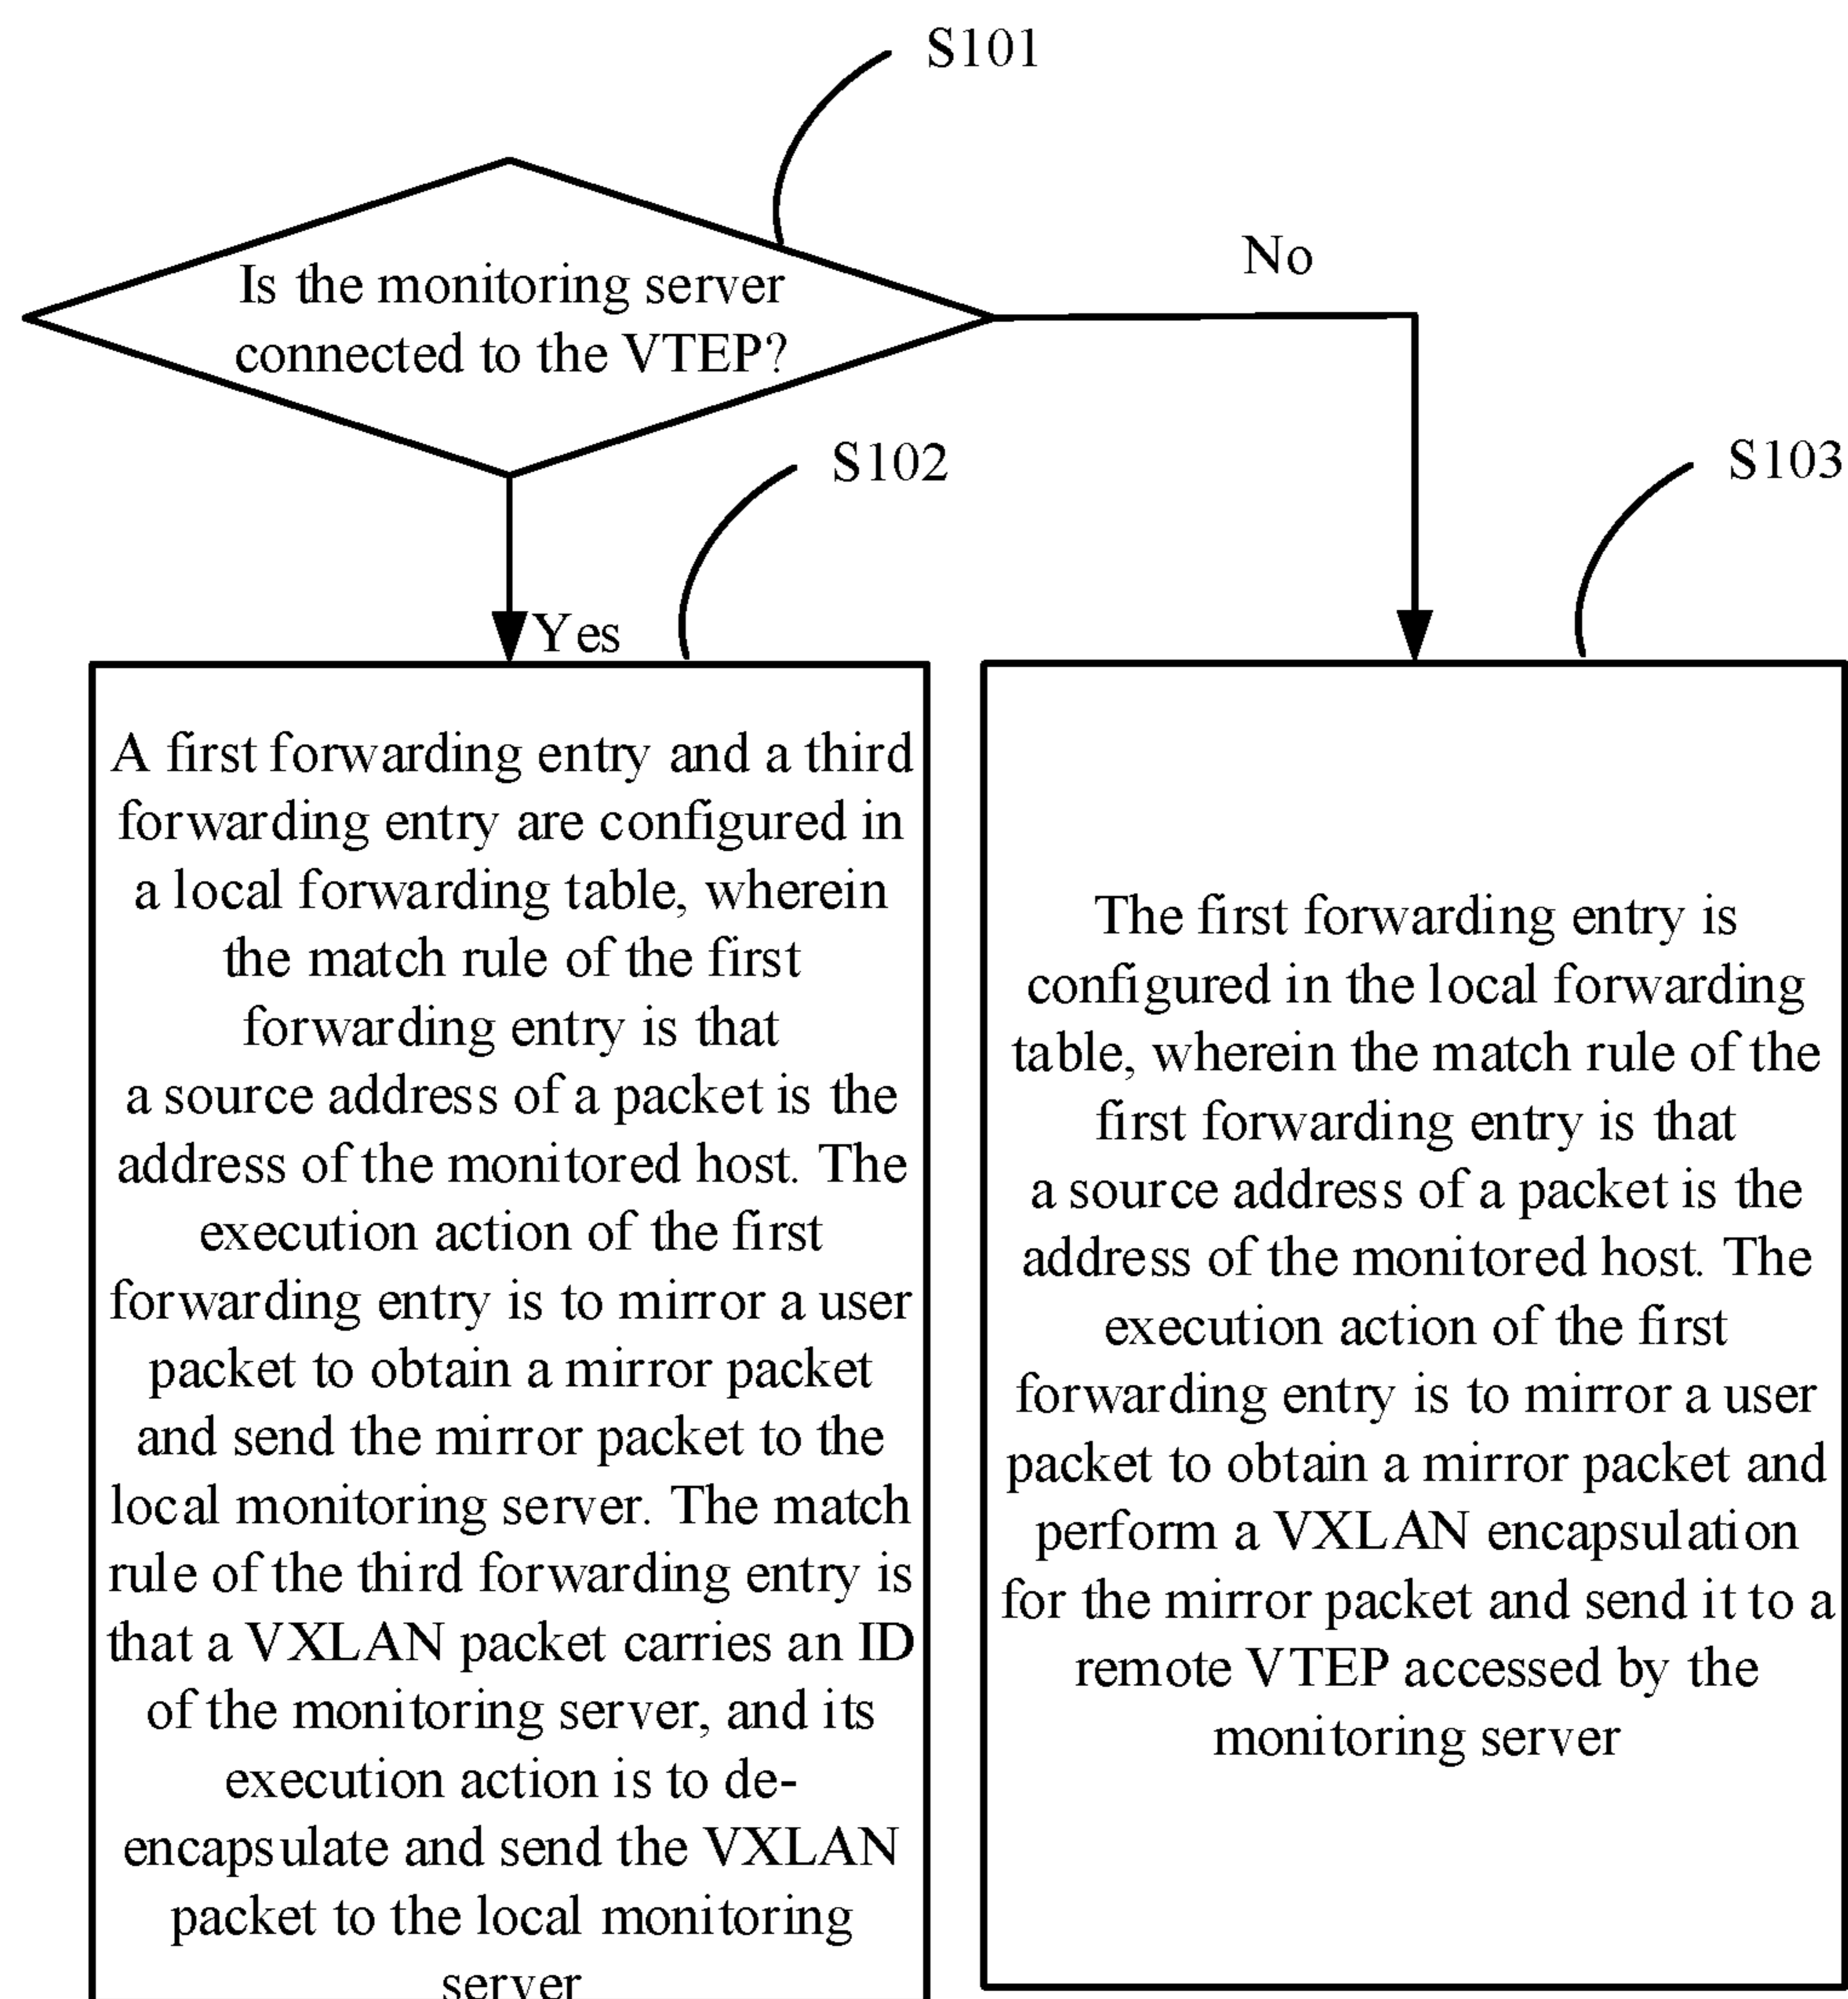 S101
Is the monitoring server
connected to the VTEP?
No
S102
S103
Yes
A first forwarding entry and a third
forwarding entry are configured in
a local forwarding table, wherein
the match rule of the first
forwarding entry is that
a source address of a packet is the
address of the monitored host. The
execution action of the first
forwarding entry is to mirror a user
packet to obtain a mirror packet
and send the mirror packet to the
local monitoring server. The match
rule of the third forwarding entry is
that a VXLAN packet carries an ID
of the monitoring server, and its
execution action is to de-
encapsulate and send the VXLAN
packet to the local monitoring
server
The first forwarding entry is
configured in the local forwarding
table, wherein the match rule of the
first forwarding entry is that
a source address of a packet is the
address of the monitored host. The
execution action of the first
forwarding entry is to mirror a user
packet to obtain a mirror packet and
perform a VXLAN encapsulation
for the mirror packet and send it to a
remote VTEP accessed by the
monitoring server